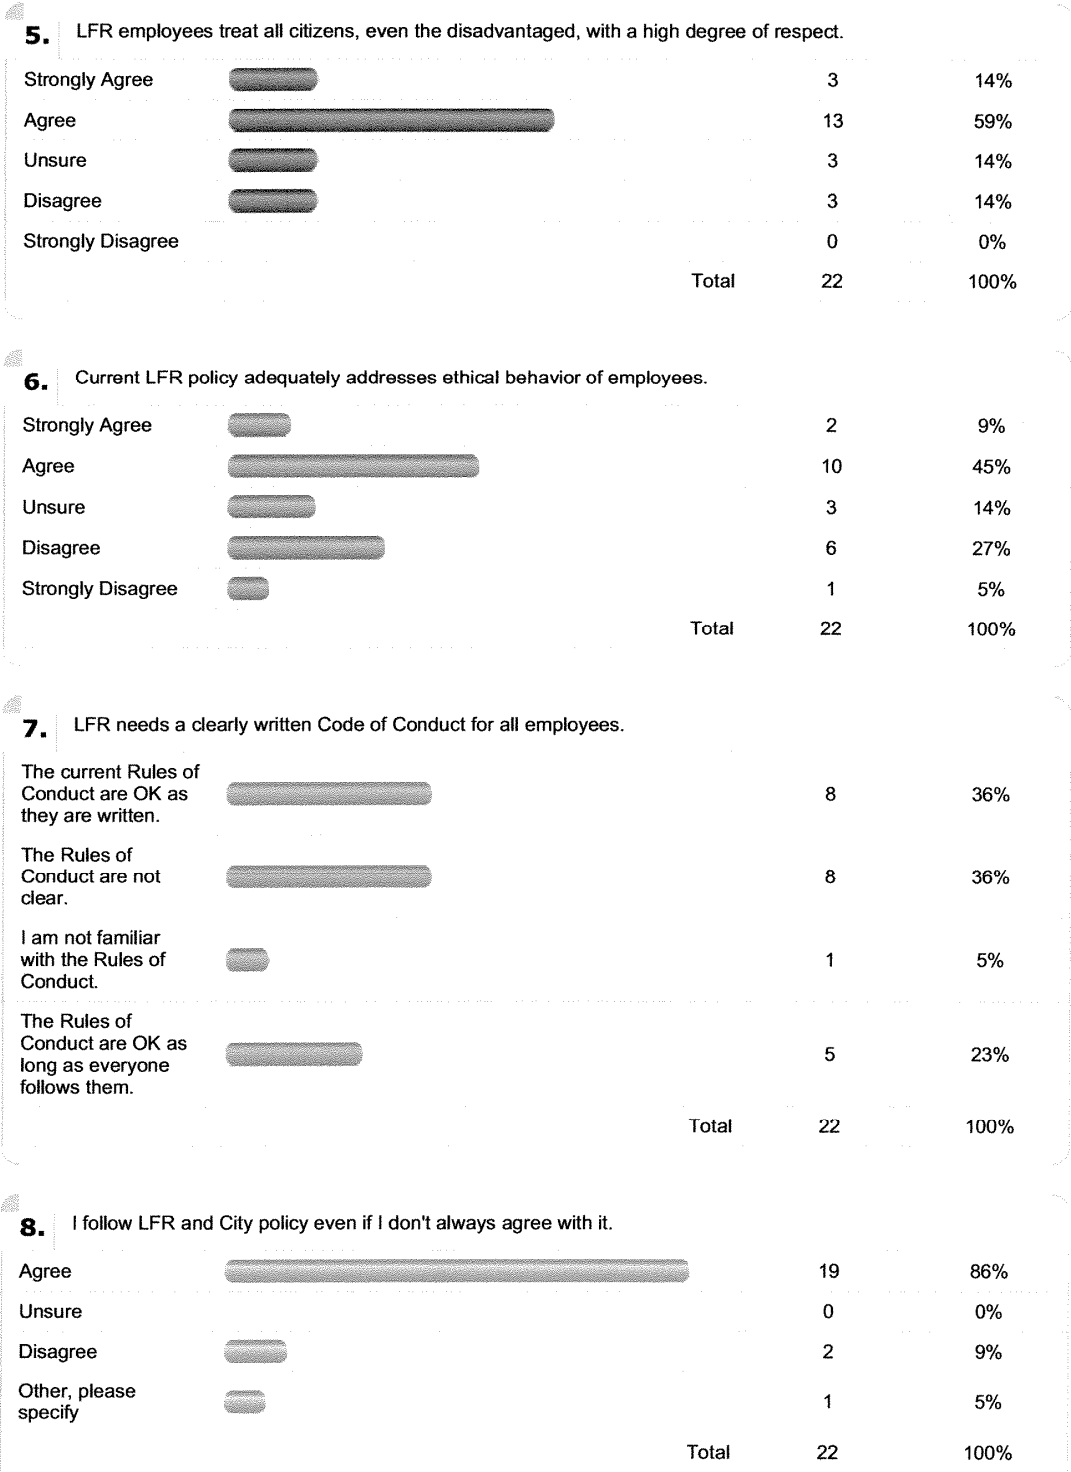 5. LFR employees treat all citizens, even the disadvantaged, with a high degree of respect.
Strongly Agree 3 14%
Agree 13 59%
Unsure 3 14%
Disagree 3 14%
Strongly Disagree 0 0%
Total 22 100%
6. Current LFR policy adequately addresses ethical behavior of employees.
Strongly Agree 2 9%
Agree 10 45%
Unsure 3 14%
Disagree 6 27%
Strongly Disagree 1 5%
Total 22 100%
7. LFR needs a clearly written Code of Conduct for all employees.
The current Rules of
Conduct are OK as 8 36%
they are written.
The Rules of
Conduct are not 8 36%
clear.
I am not familiar
with the Rules of 1 5%
Conduct.
The Rules of
Conduct are OK as 5 23%
long as everyone
follows them.
Total 22 100%
8. I follow LFR and City policy even if I don't always agree with it.
Agree 19 86%
Unsure 0 0%
Disagree 2 9%
Other, please 1 5%
specify
Total 22 100%